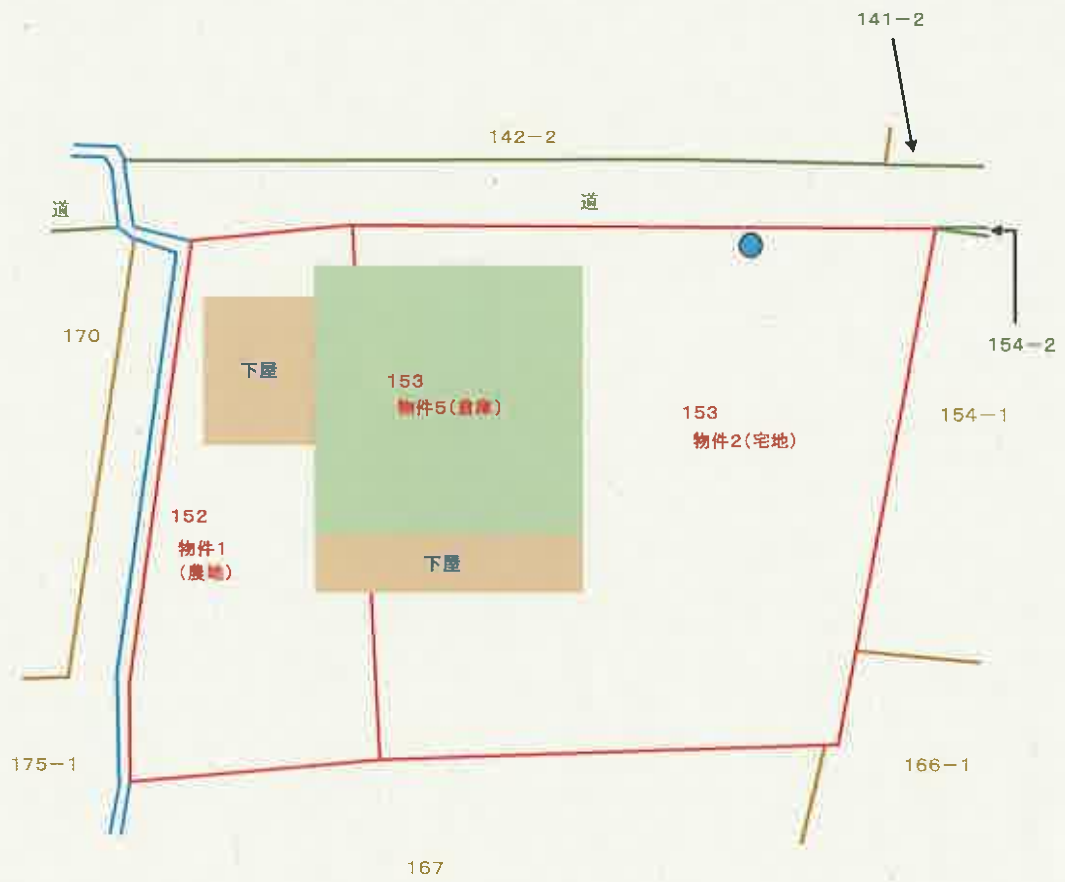 141-2
142-2
道
道
170
154-2
下屋
153
物件5(倉庫)
153
物件2(宅地)
154-1
152
物件1
(農地)
下屋
175-1
166-1
167